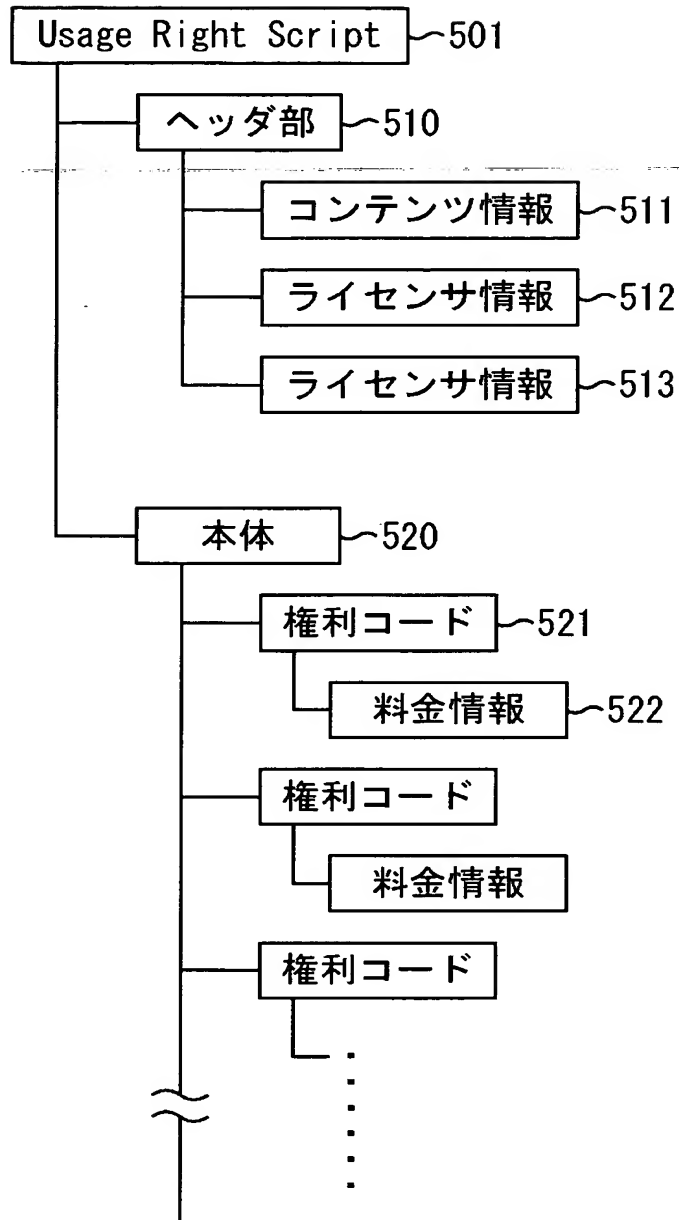 Usage Right Script 501
ヘッダ部 510
コンテンツ情報 511
ライセンサ情報 512
ライセンサ情報 513
本体 520
権利コード 521
料金情報 522
権利コード
料金情報
権利コード